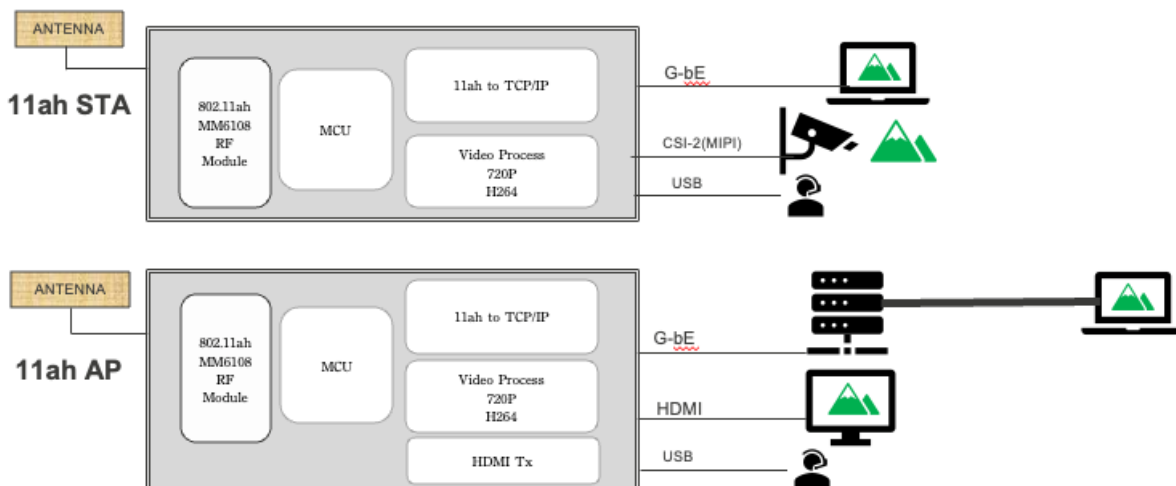 ANTENNA
11ah STA
802.11ah
MM6108
RF
Module
MCU
11ah to TCP/IP
Video Process
720P
H264
G-bE
CSI-2(MIPI)
USB
ANTENNA
11ah AP
802.11ah
MM6108
RF
Module
MCU
11ah to TCP/IP
Video Process
720P
H264
HDMI Tx
G-bE
HDMI
USB